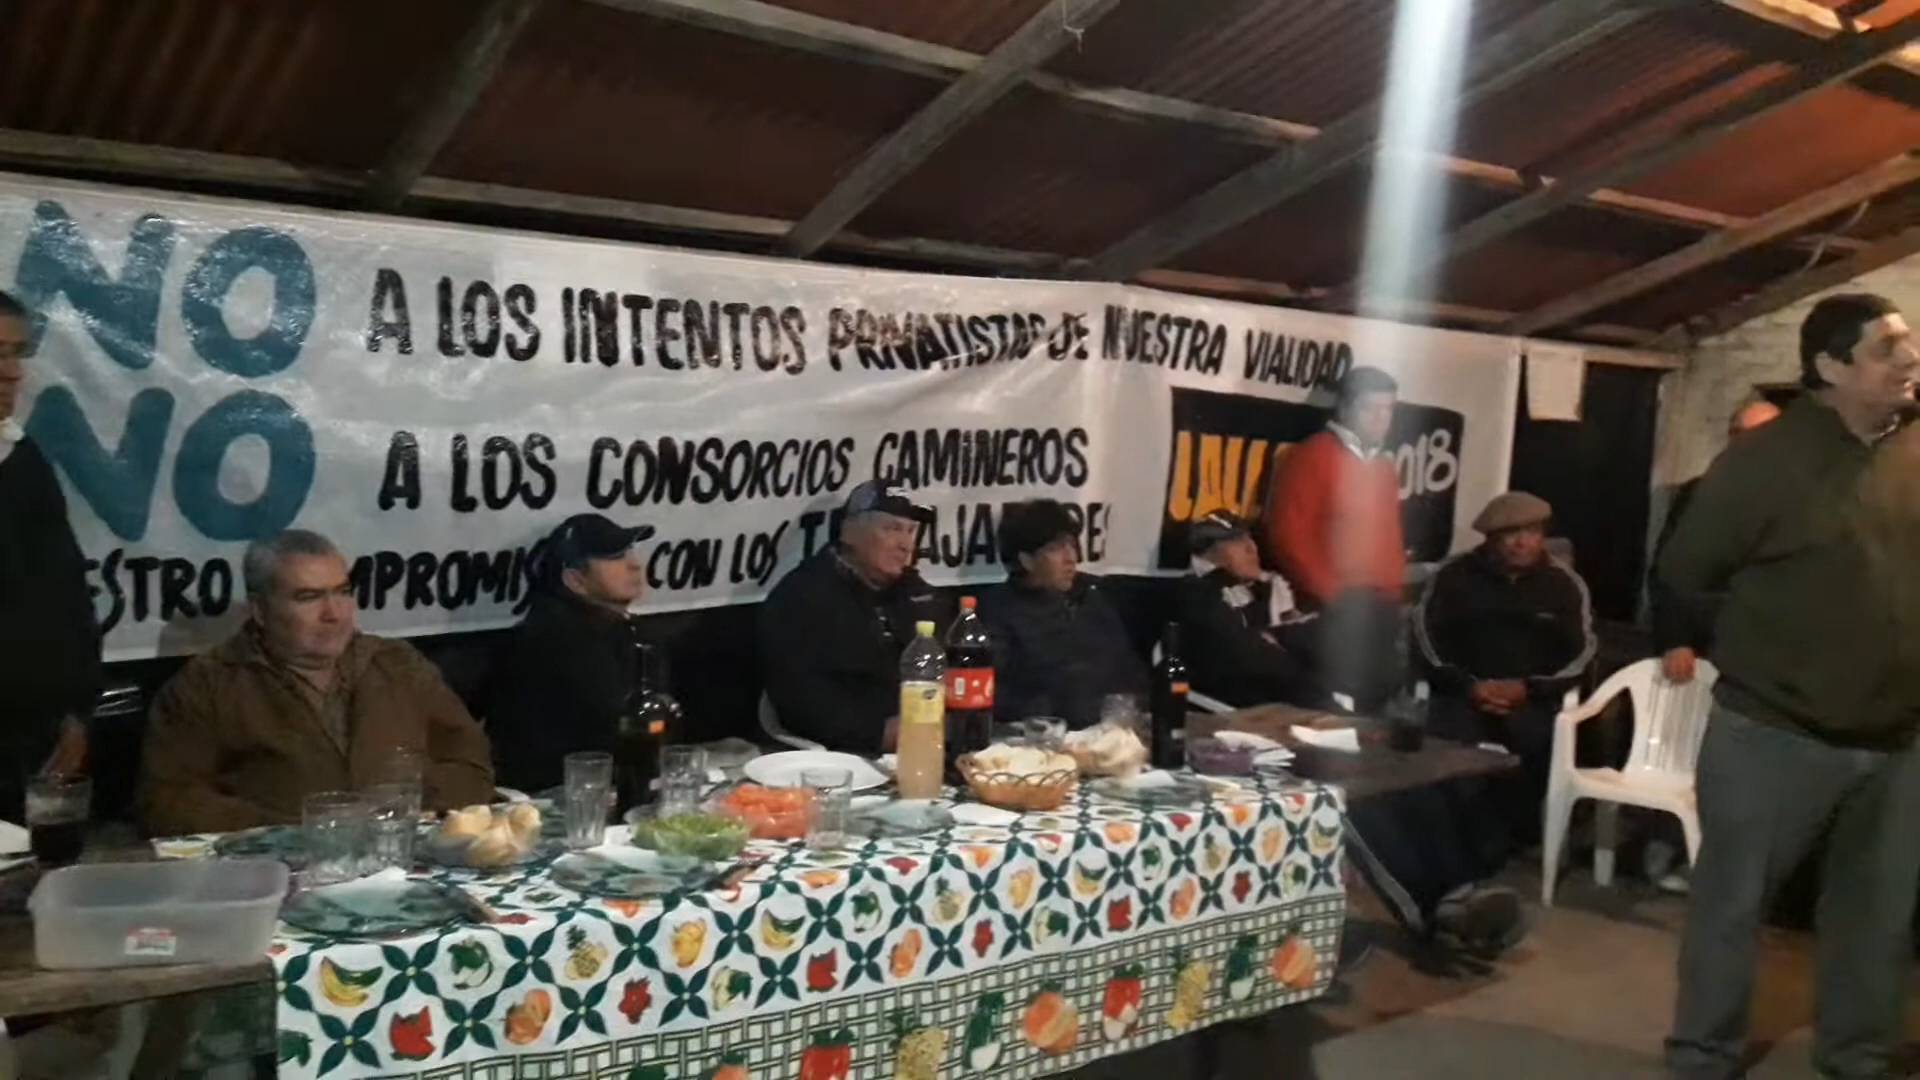 NO A LOS INTENTOS PRIVATISTAS DE NUESTRA VIALIDAD
NO A LOS CONSORCIOS CAMINEROS
CON LOS
2018